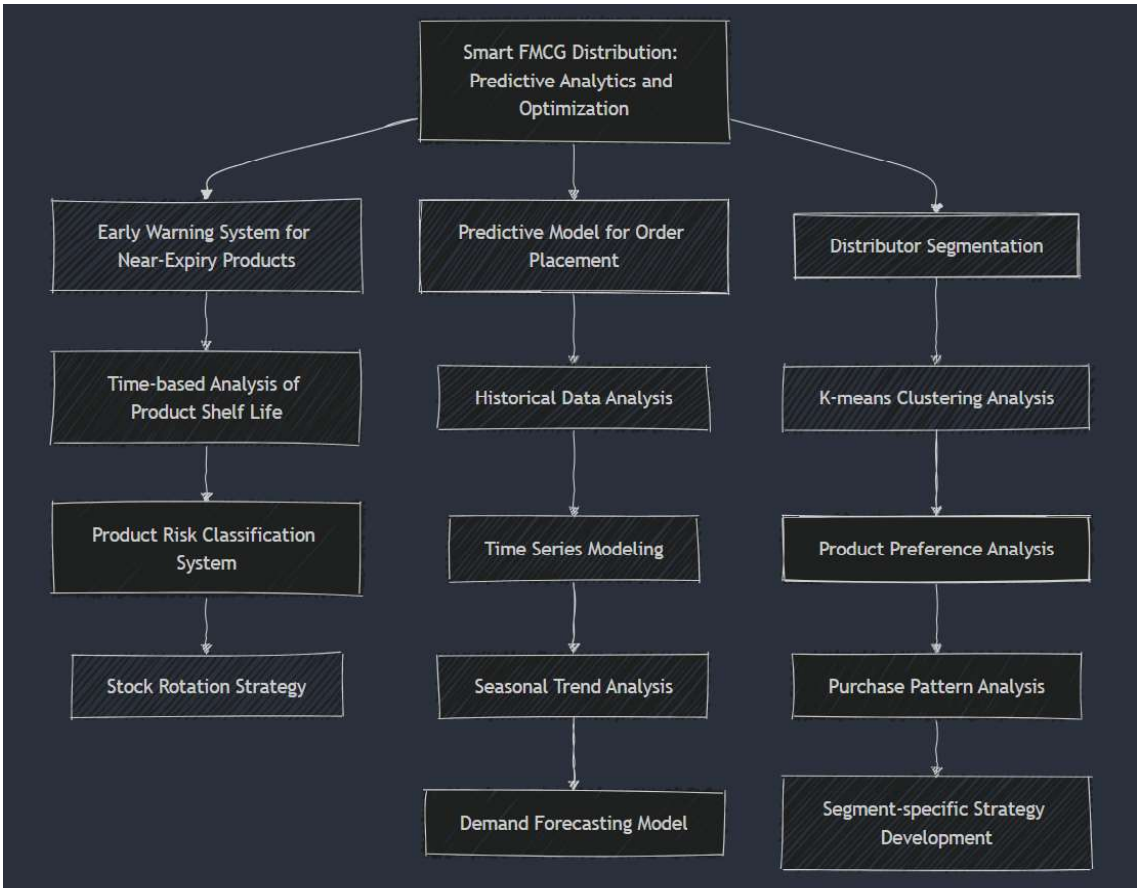 Smart FMCG Distribution:
Predictive Analytics and
Optimization
Early Warning System for
Near-Expiry Products
Predictive Model for Order
Placement
Distributor Segmentation
Time-based Analysis of
Product Shelf Life
Historical Data Analysis
K-means Clustering Analysis
Product Risk Classification
System
Time Series Modeling
Product Preference Analysis
Stock Rotation Strategy
Seasonal Trend Analysis
Purchase Pattern Analysis
Demand Forecasting Model
Segment-specific Strategy
Development